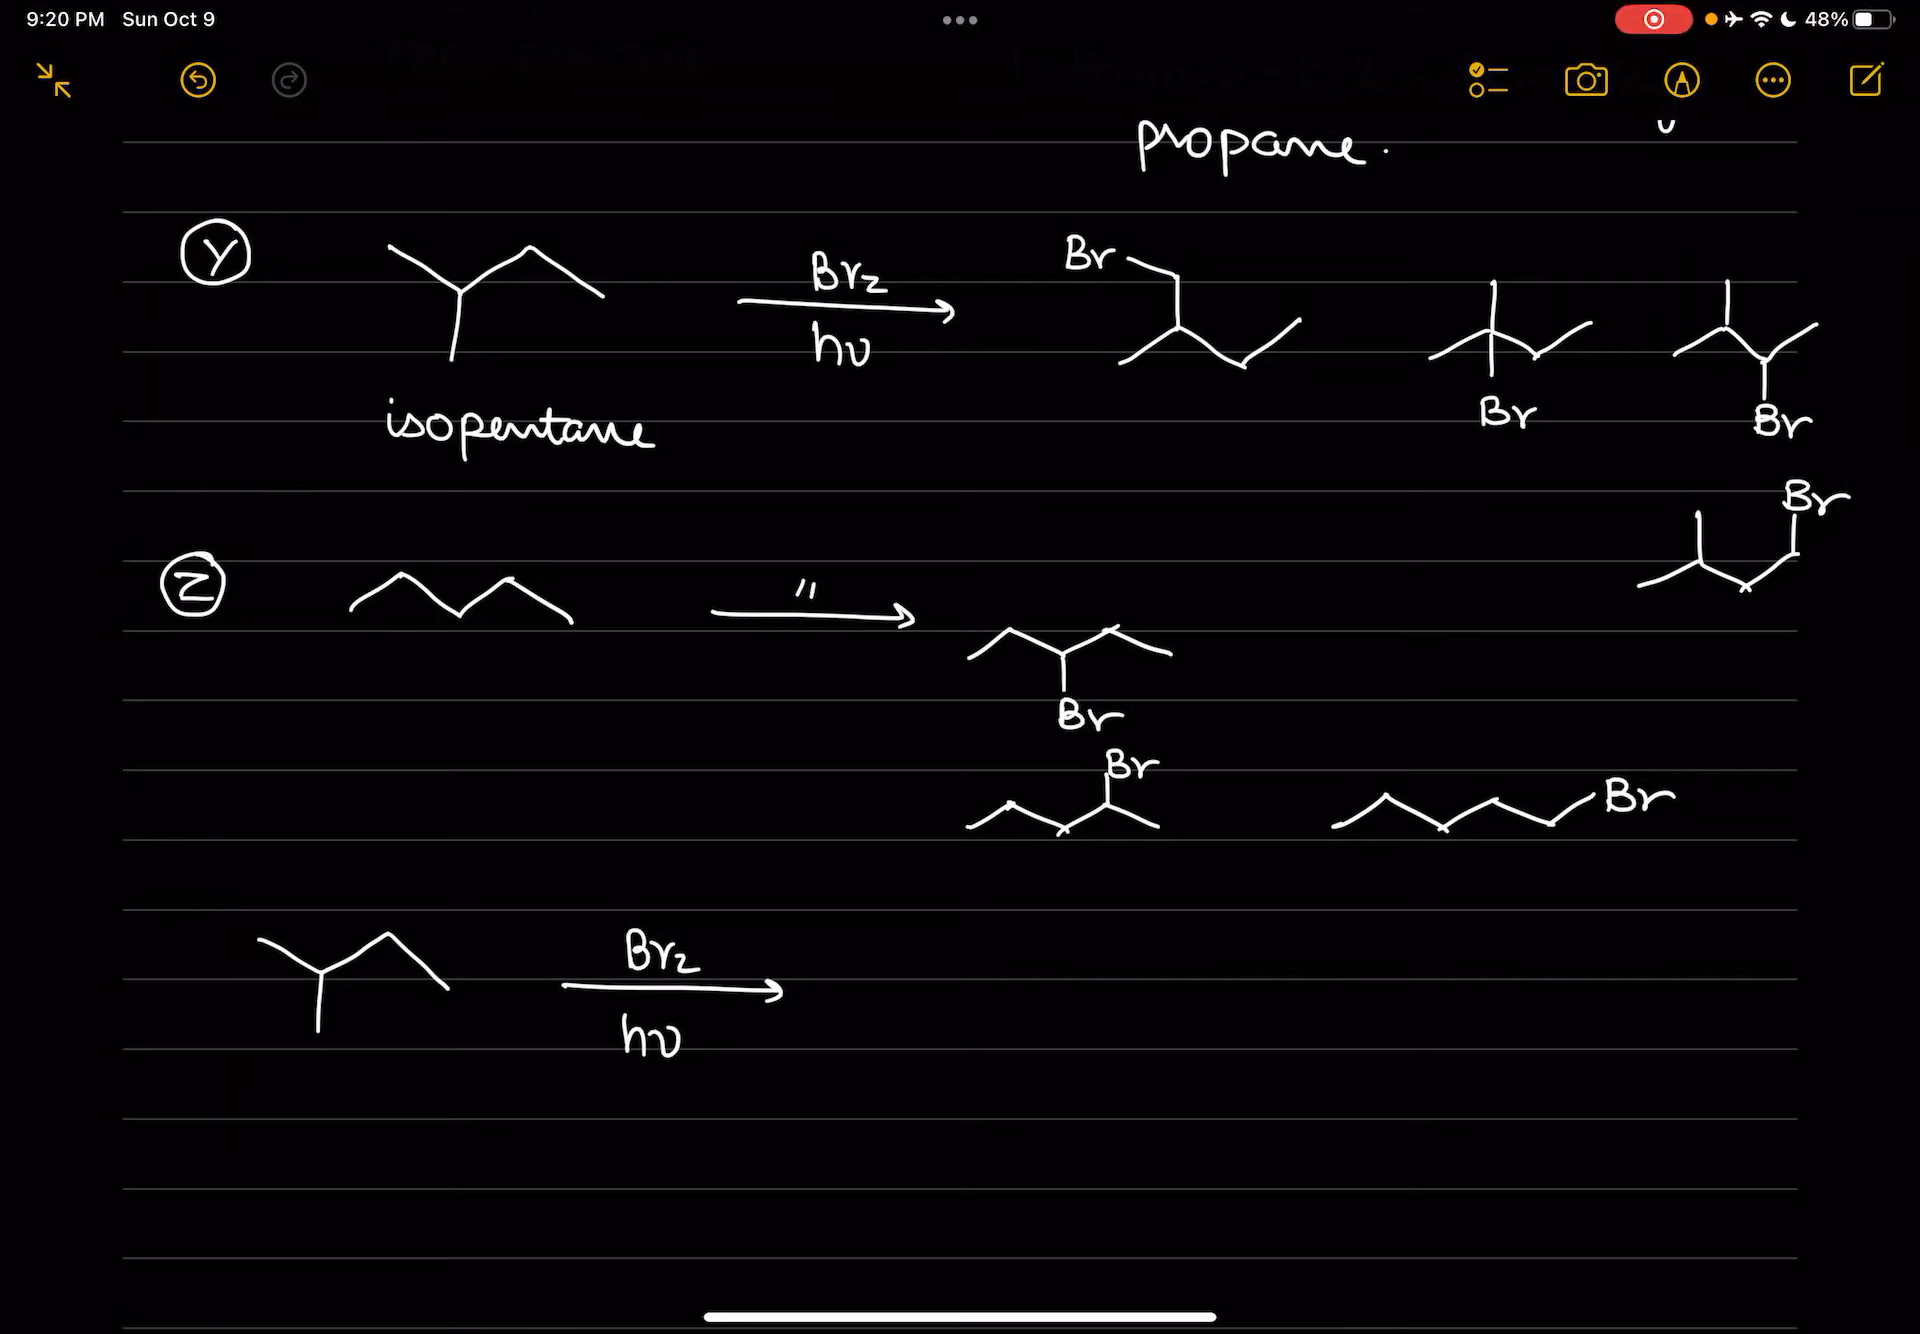 9:20 PM Sun Oct 9
48%
propane.
Y
Br₂
hν
Br
Br
Br
isopentane
Br
Z
"
Br
Br
Br
Br₂
hν